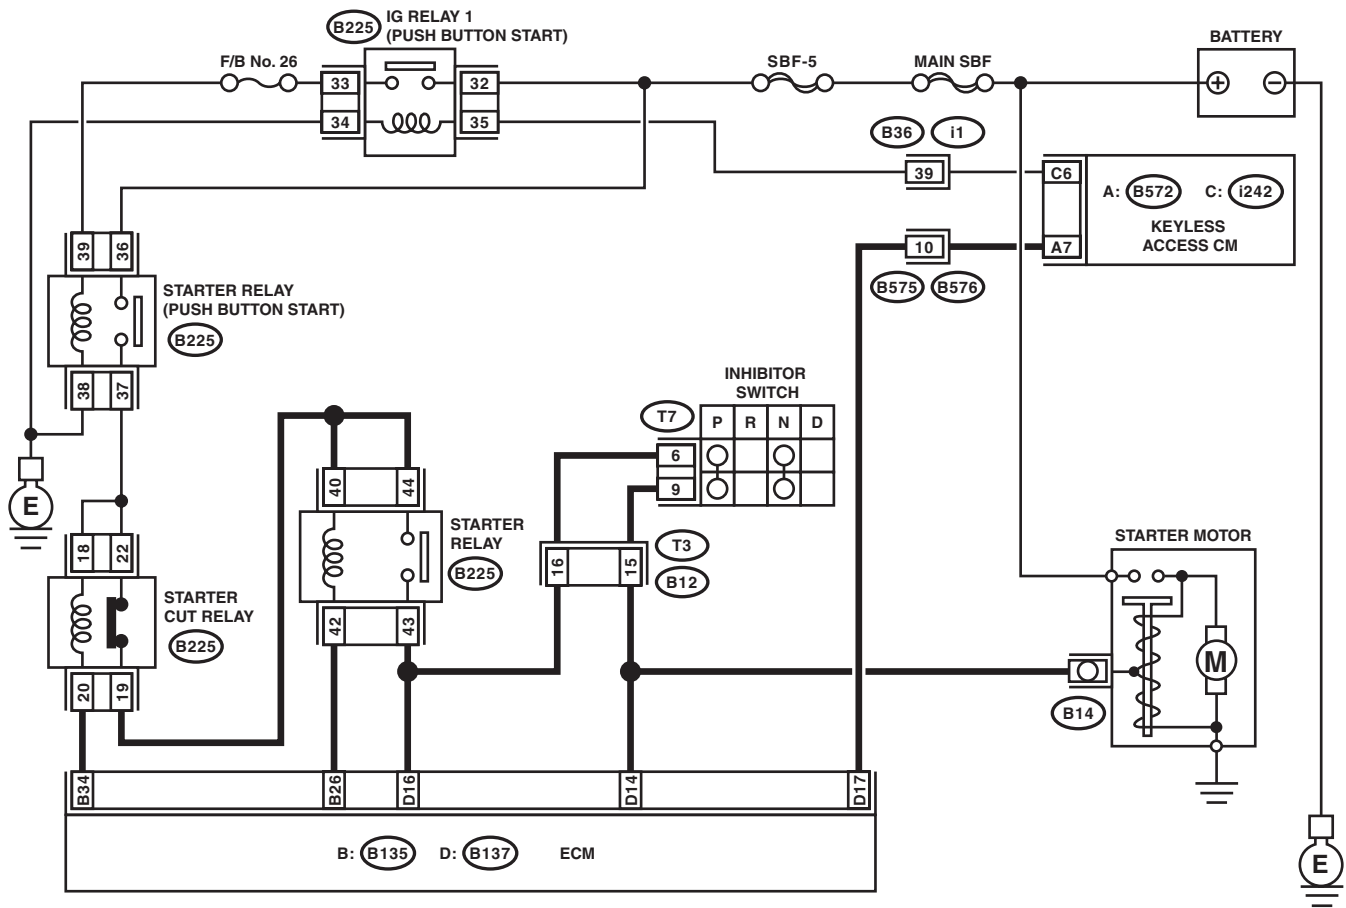 B225
IG RELAY 1
(PUSH BUTTON START)
F/B No. 26
SBF-5
MAIN SBF
BATTERY
33
32
34
35
+
−
B36
i1
39
C6
A: B572 C: i242
KEYLESS
ACCESS CM
10
A7
B575
B576
39
36
STARTER RELAY
(PUSH BUTTON START)
B225
38
37
E
INHIBITOR
SWITCH
T7
P R N D
6
9
40
44
STARTER
RELAY
B225
42
43
16
15
T3
B12
18
22
STARTER
CUT RELAY
B225
20
19
STARTER MOTOR
M
B14
B34
B26
D16
D14
D17
B: B135 D: B137 ECM
E